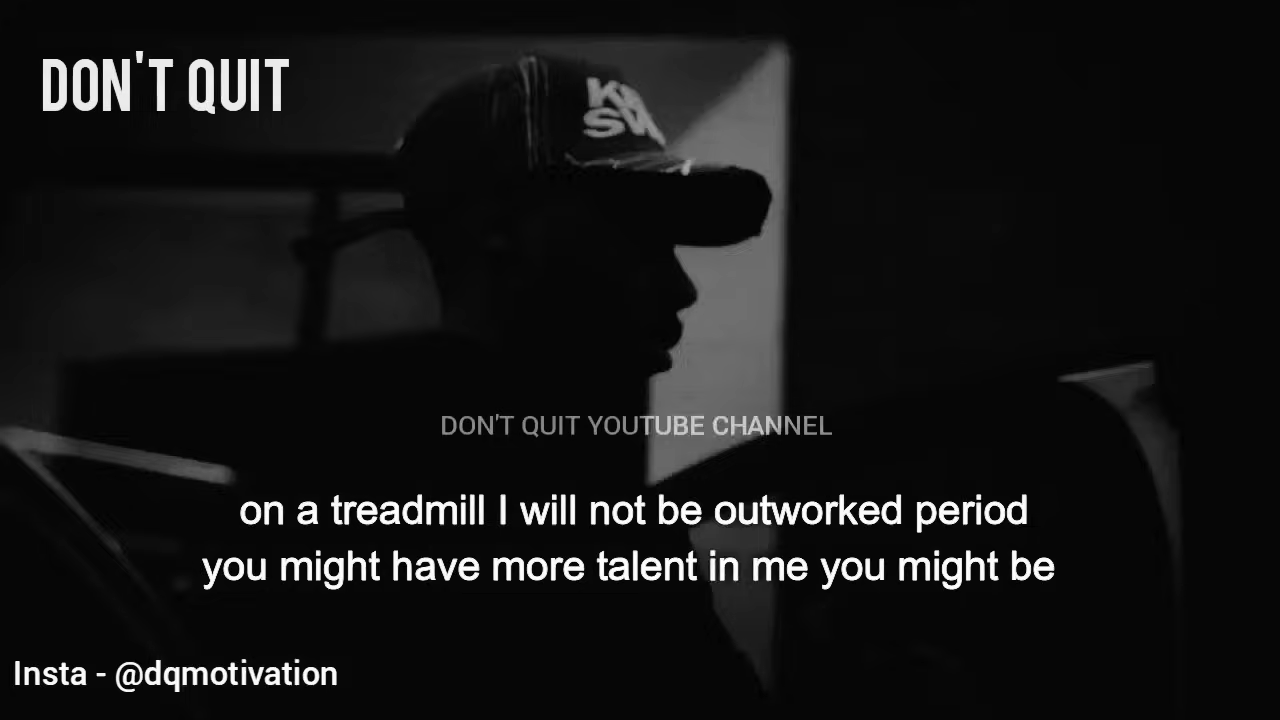 DON'T QUIT
DON'T QUIT YOUTUBE CHANNEL
on a treadmill I will not be outworked period
you might have more talent in me you might be
Insta - @dqmotivation